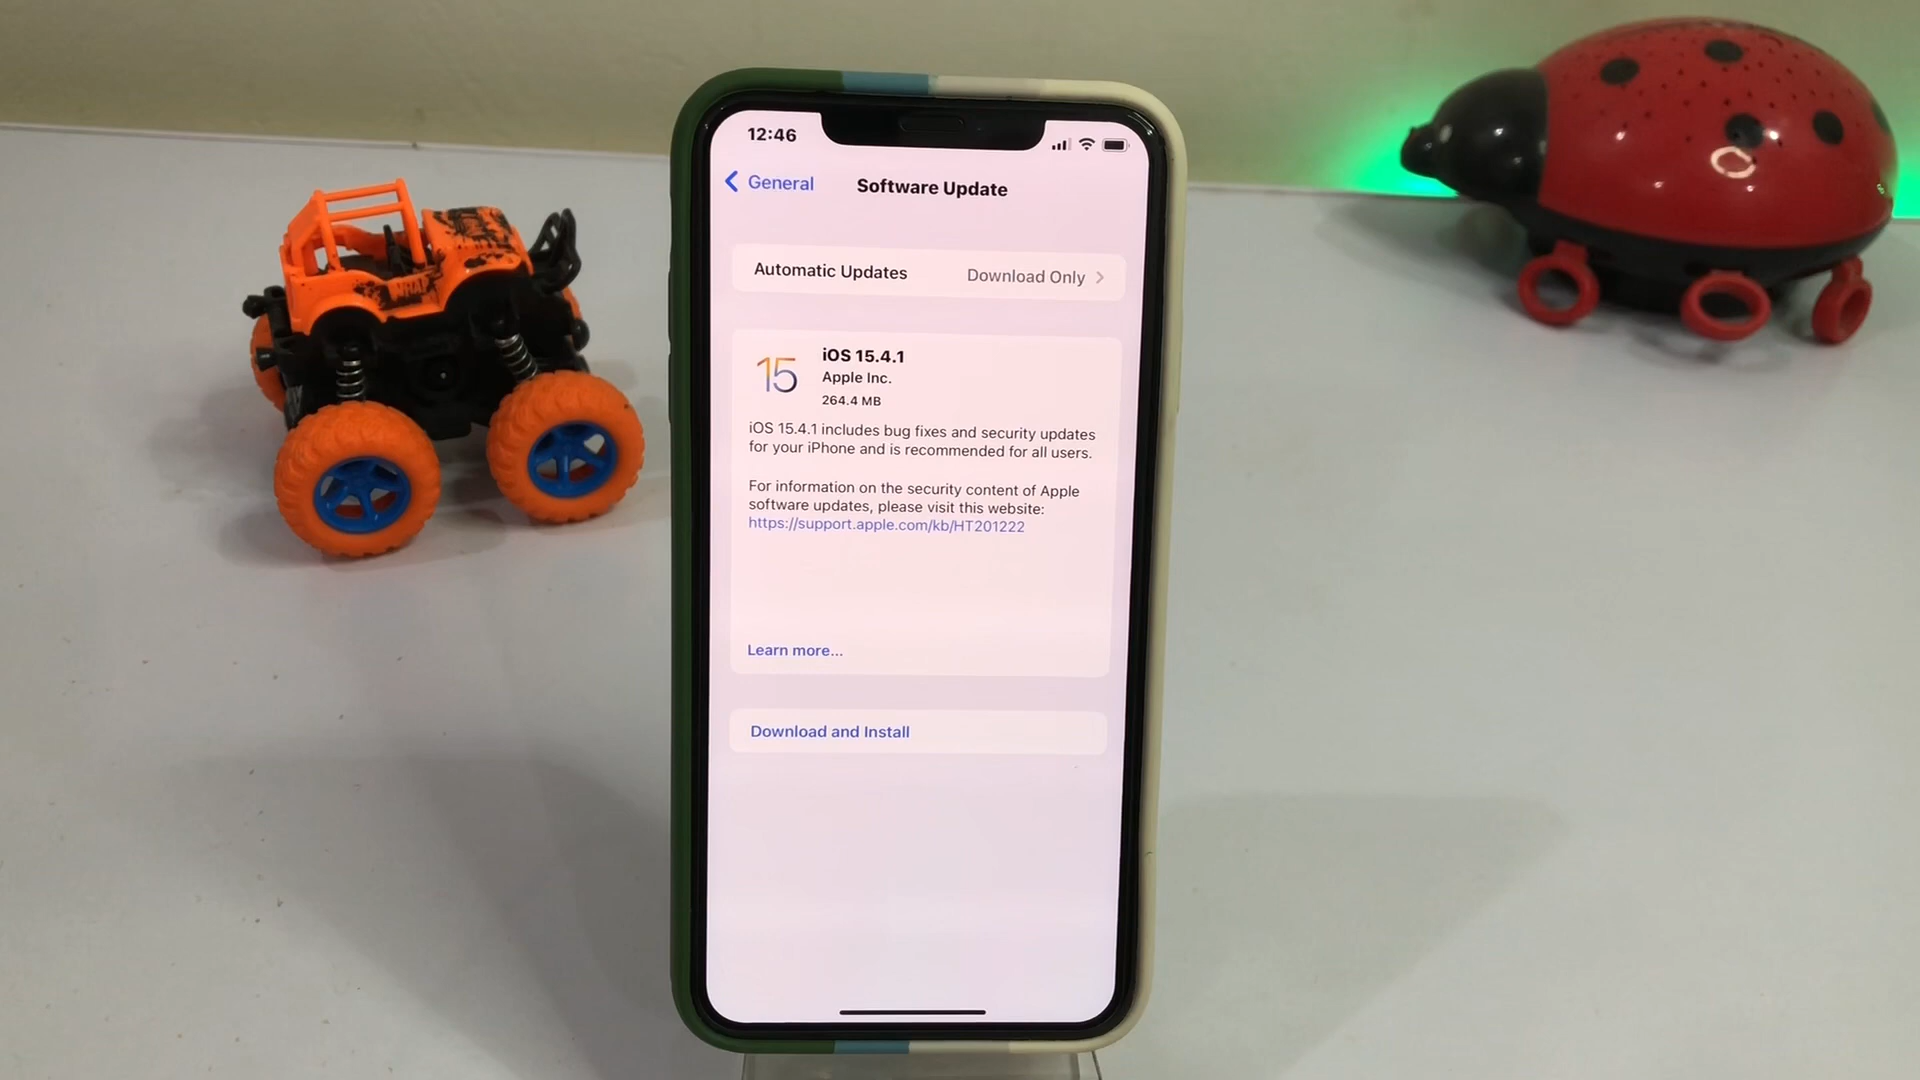 12:46
General
Software Update
Automatic Updates
Download Only
15
iOS 15.4.1
Apple Inc.
264.4 MB
iOS 15.4.1 includes bug fixes and security updates
for your iPhone and is recommended for all users.
For information on the security content of Apple
software updates, please visit this website:
https://support.apple.com/kb/HT201222
Learn more...
Download and Install